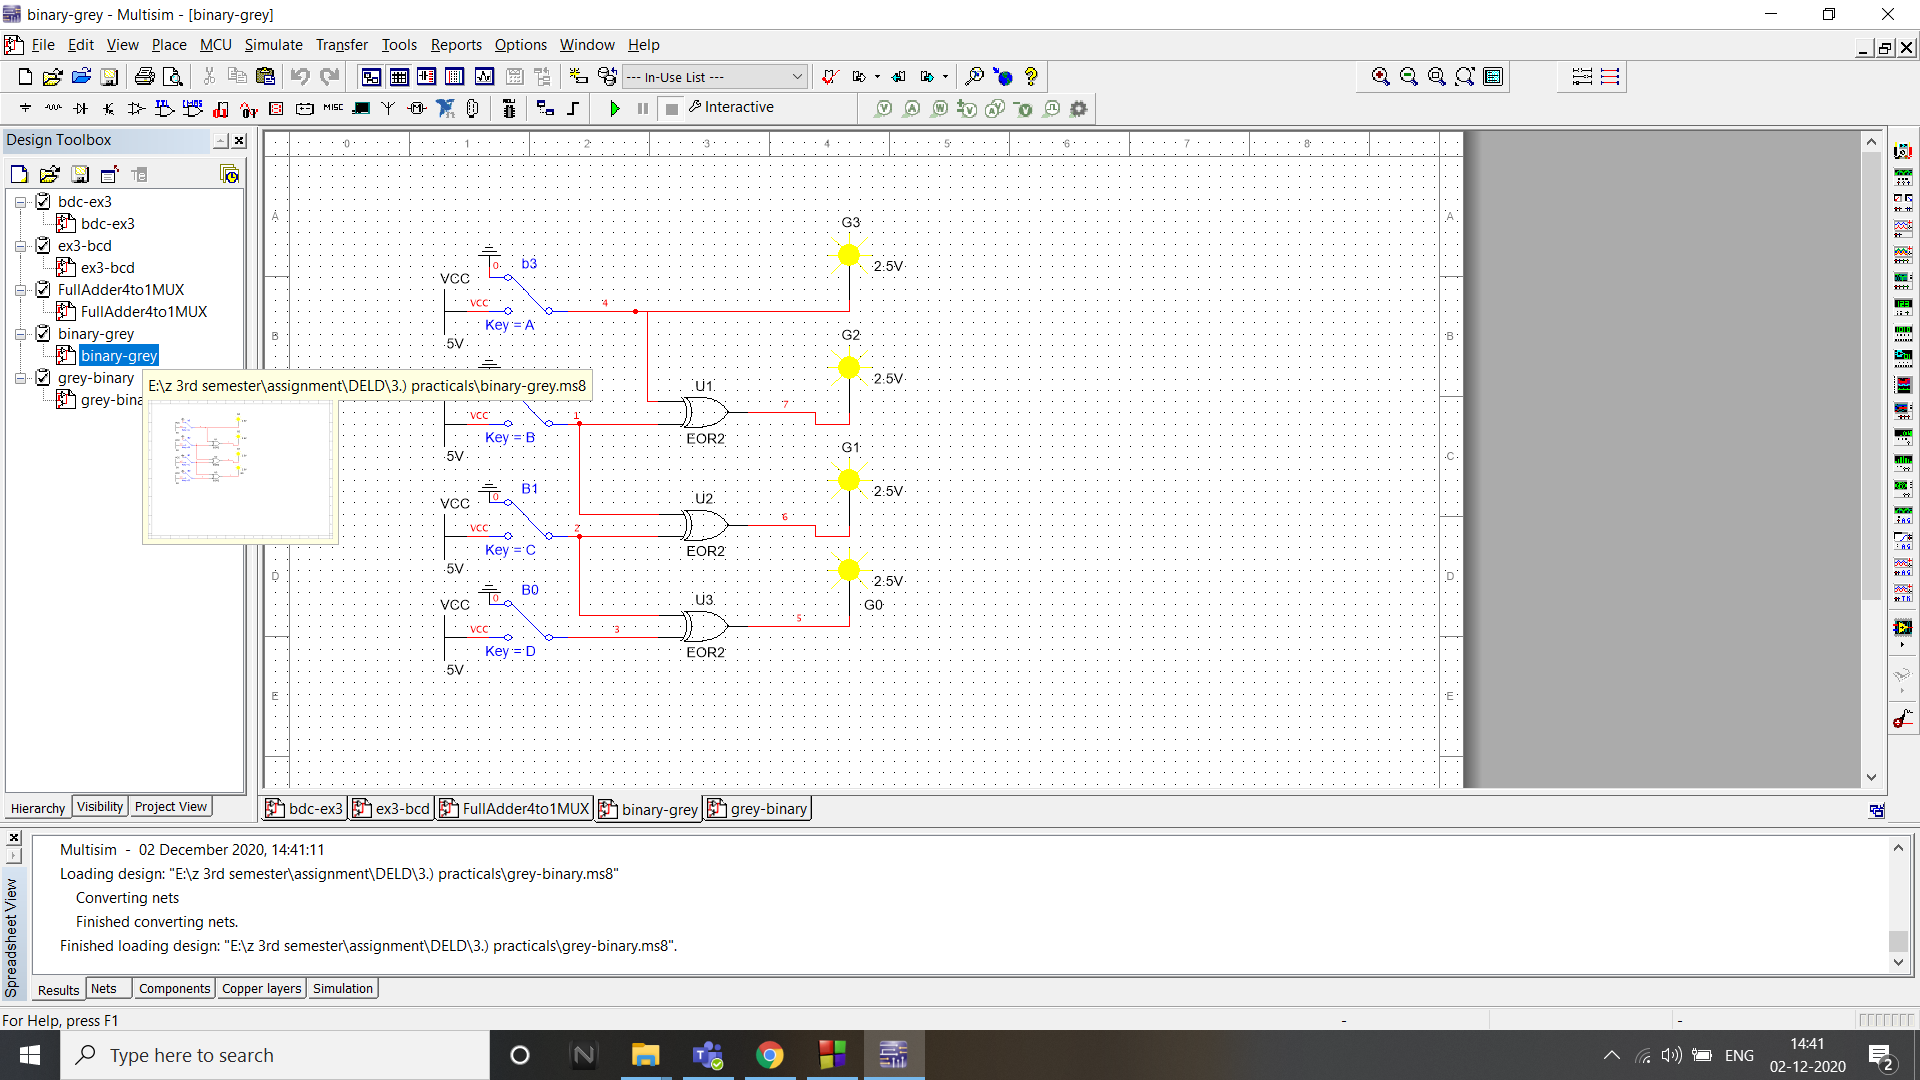 binary-grey - Multisim - [binary-grey]
File Edit View Place MCU Simulate Transfer Tools Reports Options Window Help
--- In-Use List ---
MISC Interactive
Design Toolbox
bdc-ex3
bdc-ex3
ex3-bcd
ex3-bcd
FullAdder4to1MUX
FullAdder4to1MUX
binary-grey
binary-grey
grey-binary
grey-bina
E:\z 3rd semester\assignment\DELD\3.) practicals\binary-grey.ms8
Hierarchy Visibility Project View
0 1 2 3 4 5 6 7 8
A A
G3
2.5V
b3
0
VCC
VCC 4
Key = A
5V
B B
G2
2.5V
U1
VCC 1 7
Key = B EOR2
5V
G1
C C
2.5V
B1
0
VCC
U2
VCC 2 6
Key = C EOR2
5V
D D
2.5V
B0
0
VCC
U3 G0
VCC 3 5
Key = D EOR2
5V
E E
bdc-ex3 ex3-bcd FullAdder4to1MUX binary-grey grey-binary
Spreadsheet View
Multisim - 02 December 2020, 14:41:11
Loading design: "E:\z 3rd semester\assignment\DELD\3.) practicals\grey-binary.ms8"
Converting nets
Finished converting nets.
Finished loading design: "E:\z 3rd semester\assignment\DELD\3.) practicals\grey-binary.ms8".
Results Nets Components Copper layers Simulation
For Help, press F1 - -
Type here to search
ENG
14:41
02-12-2020
2